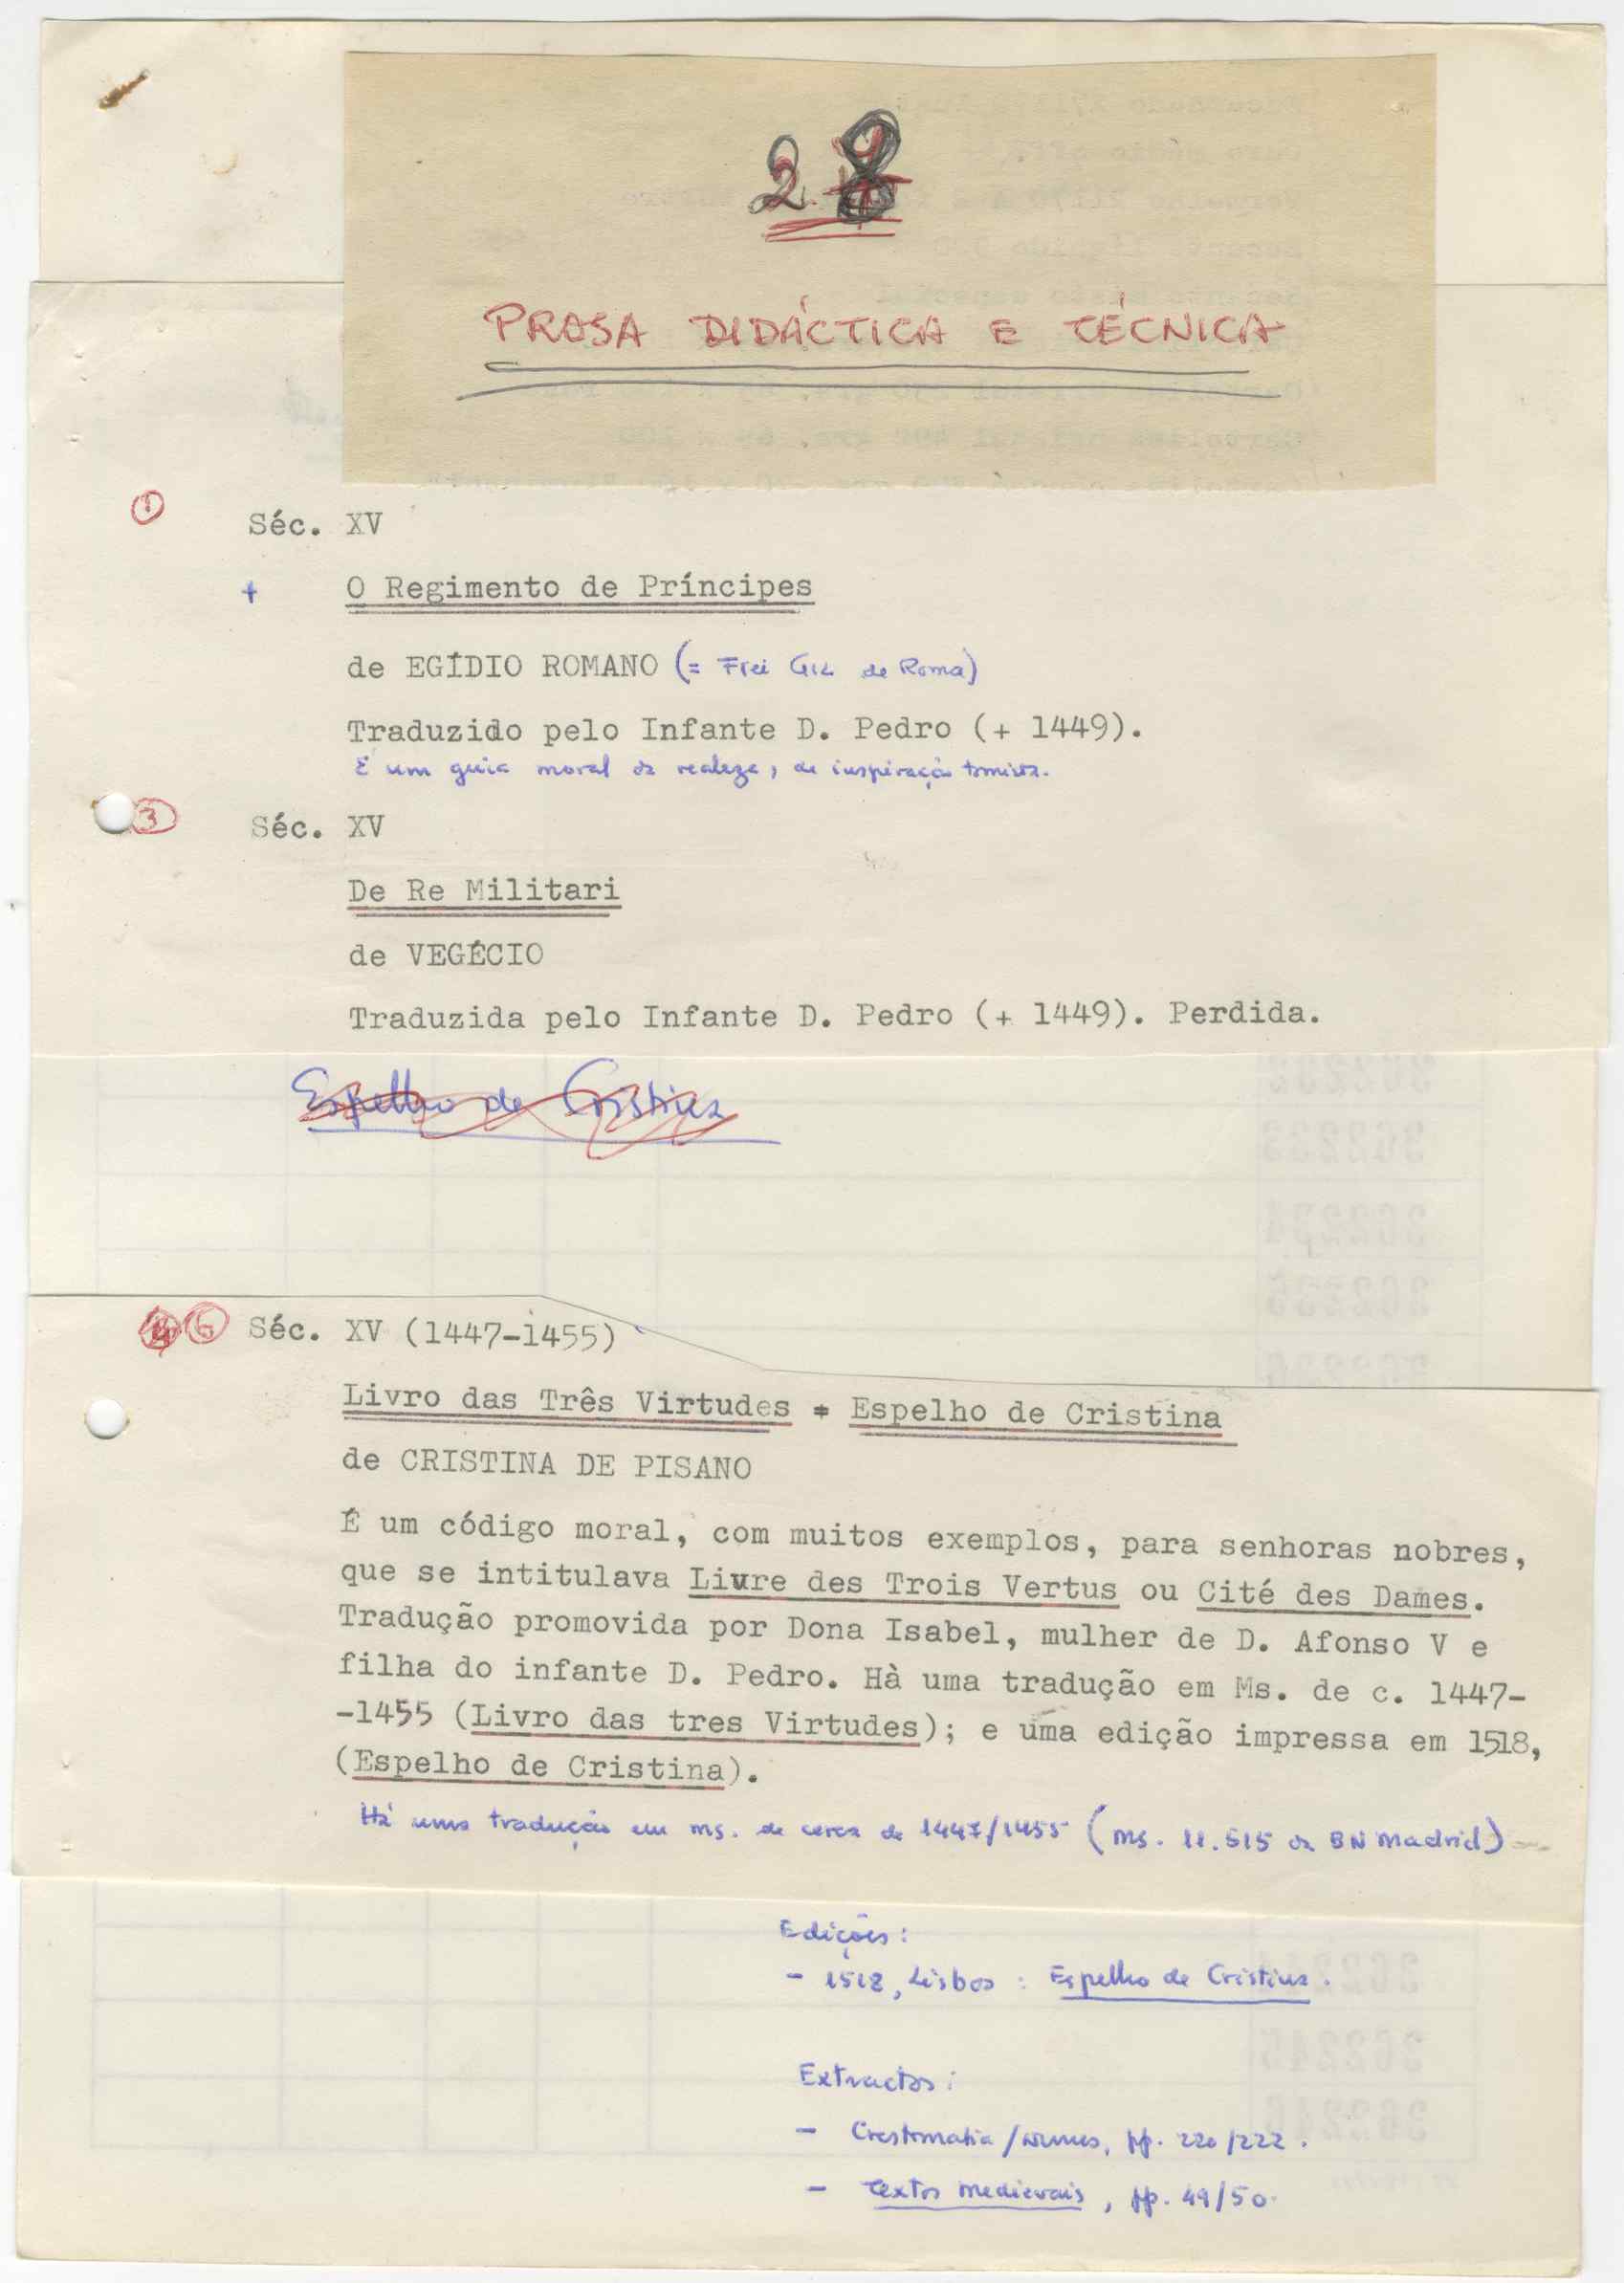 2.8
PROSA DIDÁCTICA E TÉCNICA
1
Séc. XV
+ O Regimento de Príncipes
de EGÍDIO ROMANO (= Frei Gil de Roma)
Traduzido pelo Infante D. Pedro (+ 1449).
É um guia moral da realeza, de inspiração tomista.
3
Séc. XV
De Re Militari
de VEGÉCIO
Traduzida pelo Infante D. Pedro (+ 1449). Perdida.
Espelho de Cristina
Séc. XV (1447-1455)
Livro das Três Virtudes = Espelho de Cristina
de CRISTINA DE PISANO
É um código moral, com muitos exemplos, para senhoras nobres,
que se intitulava Livre des Trois Vertus ou Cité des Dames.
Tradução promovida por Dona Isabel, mulher de D. Afonso V e
filha do infante D. Pedro. Hà uma tradução em Ms. de c. 1447-
-1455 (Livro das tres Virtudes); e uma edição impressa em 1518,
(Espelho de Cristina).
Há uma tradução em ms. de cerca de 1447/1455 (ms. 11.515 da BN Madrid)
Edições:
- 1518, Lisboa : Espelho de Cristina.
Extractos:
- Crestomatia/Nunes, pp. 220/222.
- Textos Medievais, pp. 49/50.